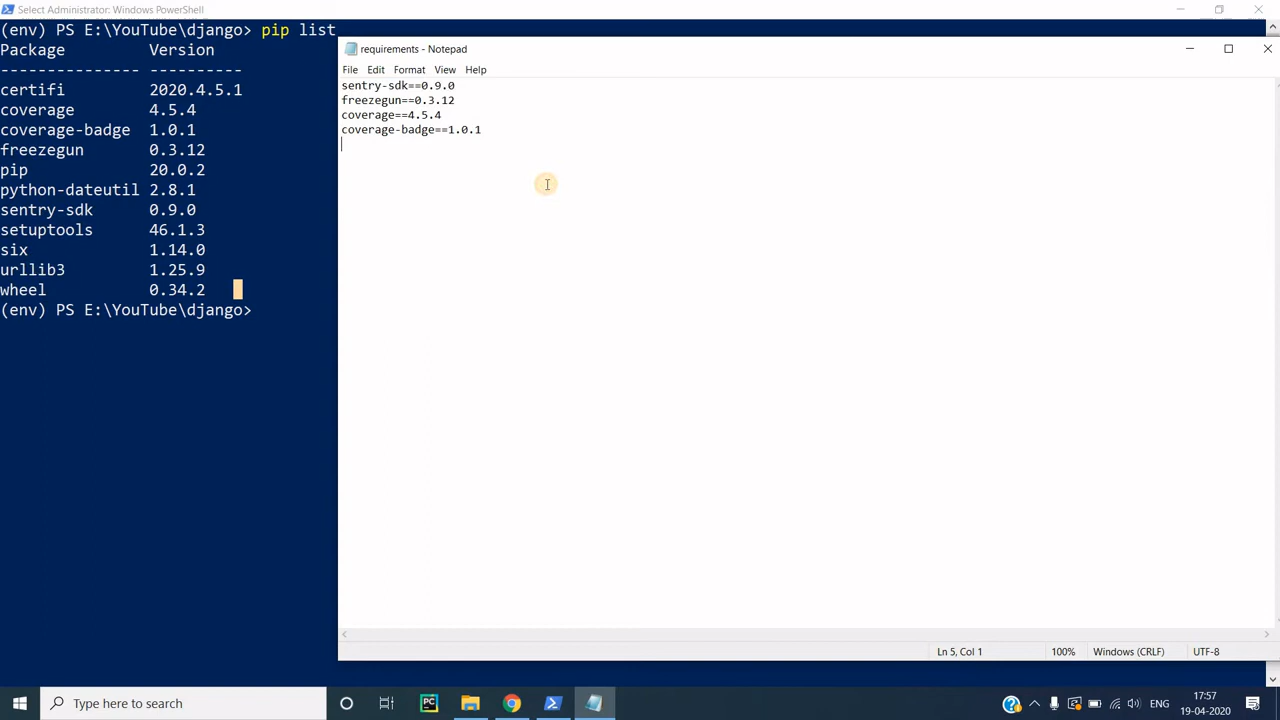 Select Administrator: Windows PowerShell
(env) PS E:\YouTube\django> pip list
Package Version
--------------- ----------
certifi 2020.4.5.1
coverage 4.5.4
coverage-badge 1.0.1
freezegun 0.3.12
pip 20.0.2
python-dateutil 2.8.1
sentry-sdk 0.9.0
setuptools 46.1.3
six 1.14.0
urllib3 1.25.9
wheel 0.34.2
(env) PS E:\YouTube\django>
requirements - Notepad
File Edit Format View Help
sentry-sdk==0.9.0
freezegun==0.3.12
coverage==4.5.4
coverage-badge==1.0.1
Ln 5, Col 1 100% Windows (CRLF) UTF-8
Type here to search
PC
ENG
17:57
19-04-2020